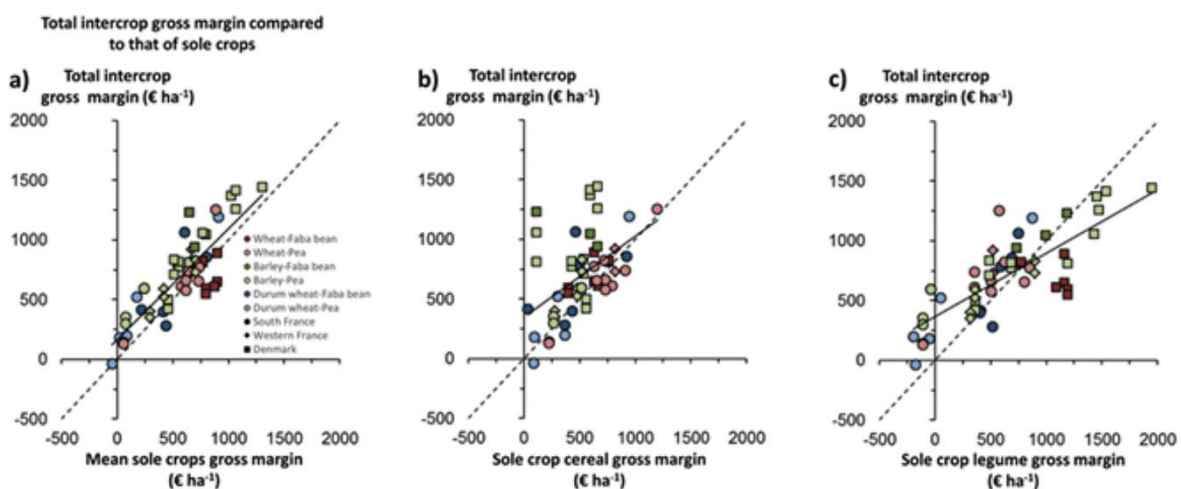 Total intercrop gross margin compared
to that of sole crops
a) Total intercrop
gross margin (€ ha⁻¹)
2000
1500
1000
500
0
-500
-500 0 500 1000 1500 2000
Mean sole crops gross margin
(€ ha⁻¹)
Wheat-Faba bean
Wheat-Pea
Barley-Faba bean
Barley-Pea
Durum wheat-Faba bean
Durum wheat-Pea
South France
Western France
Denmark
b) Total intercrop
gross margin (€ ha⁻¹)
2000
1500
1000
500
0
-500
-500 0 500 1000 1500 2000
Sole crop cereal gross margin
(€ ha⁻¹)
c) Total intercrop
gross margin (€ ha⁻¹)
2000
1500
1000
500
0
-500
-500 0 500 1000 1500 2000
Sole crop legume gross margin
(€ ha⁻¹)